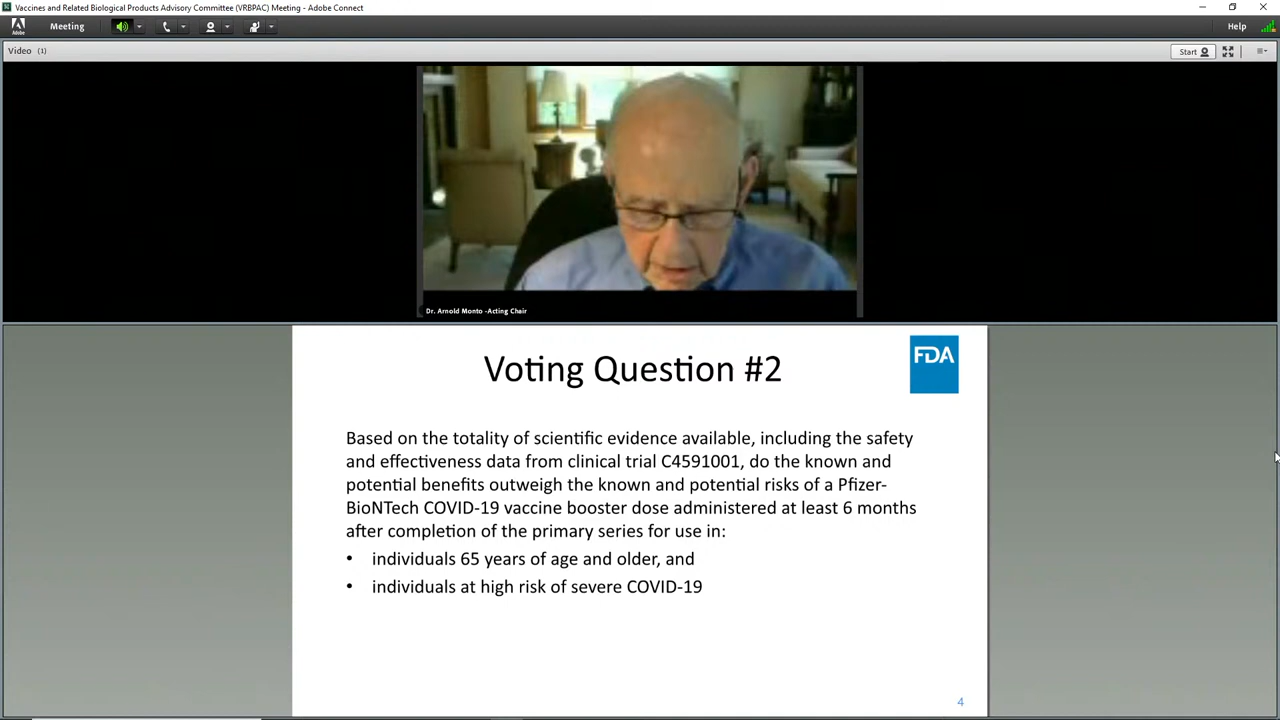 Vaccines and Related Biological Products Advisory Committee (VRBPAC) Meeting - Adobe Connect
Adobe
Meeting
Help
Video (1)
Start
Dr. Arnold Monto -Acting Chair
Voting Question #2
FDA
Based on the totality of scientific evidence available, including the safety
and effectiveness data from clinical trial C4591001, do the known and
potential benefits outweigh the known and potential risks of a Pfizer-
BioNTech COVID-19 vaccine booster dose administered at least 6 months
after completion of the primary series for use in:
• individuals 65 years of age and older, and
• individuals at high risk of severe COVID-19
4